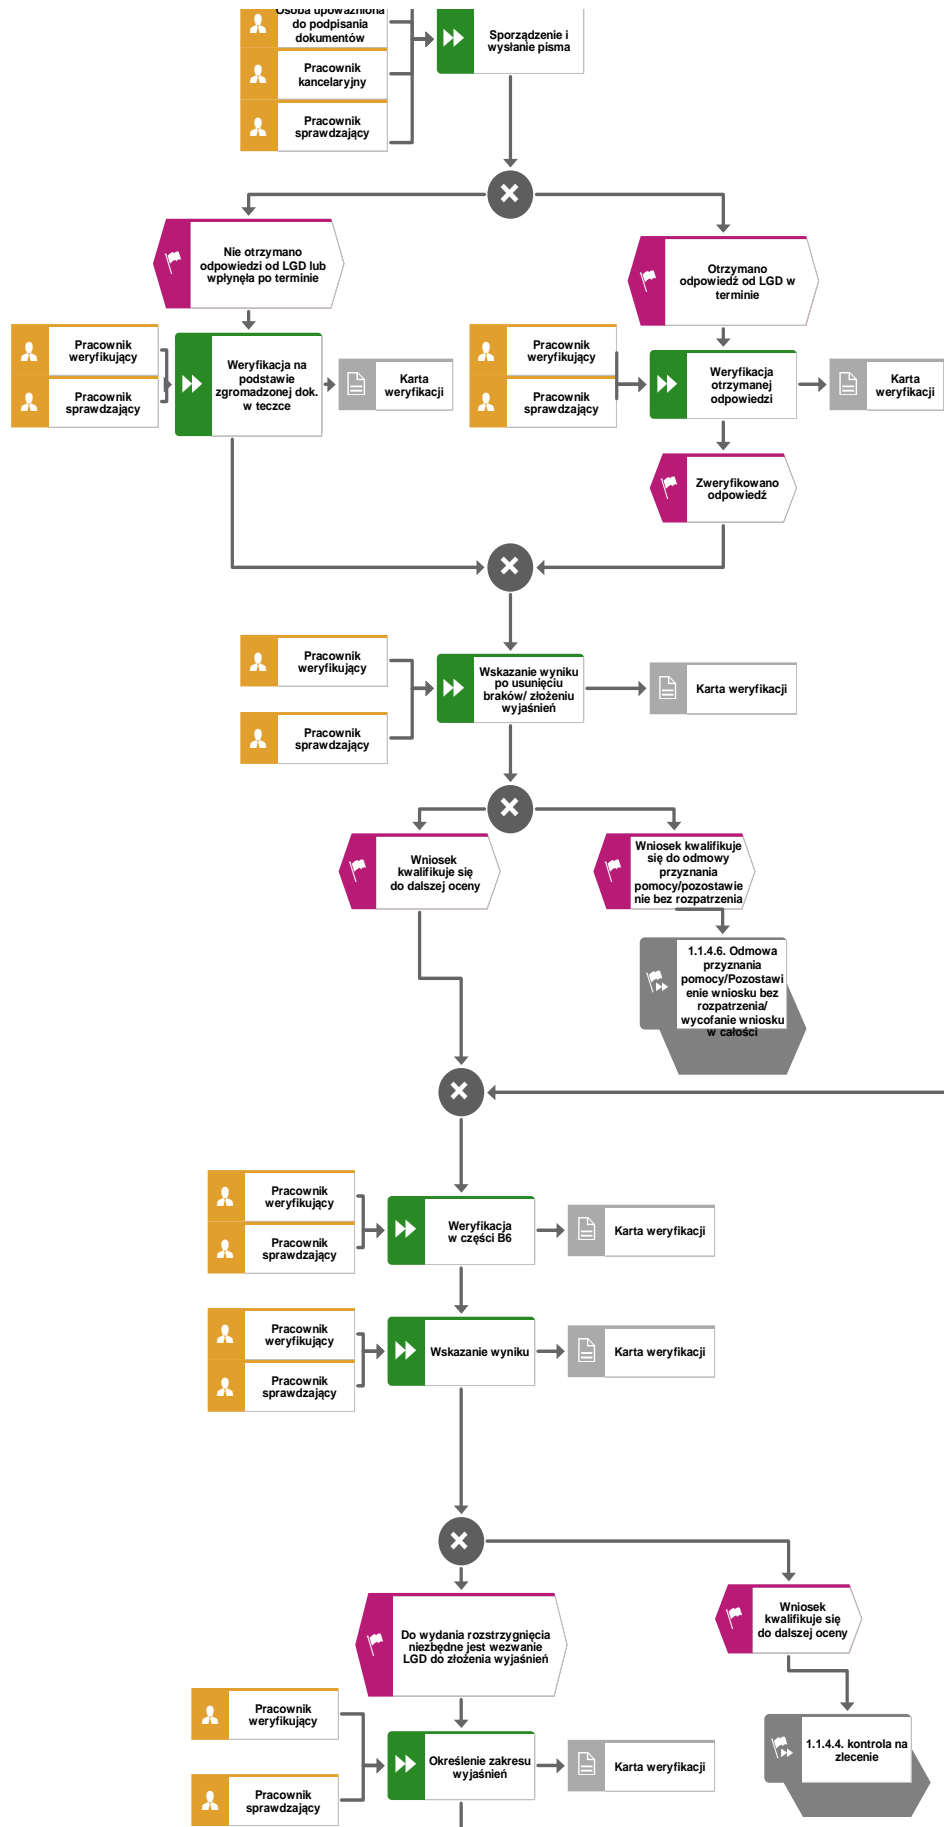 Osoba upoważniona
do podpisania
dokumentów
Sporządzenie i
wysłanie pisma
Pracownik
kancelaryjny
Pracownik
sprawdzający
Nie otrzymano
odpowiedzi od LGD lub
wpłynęła po terminie
Otrzymano
odpowiedź od LGD w
terminie
Pracownik
weryfikujący
Pracownik
sprawdzający
Weryfikacja na
podstawie
zgromadzonej dok.
w teczce
Karta
weryfikacji
Pracownik
weryfikujący
Pracownik
sprawdzający
Weryfikacja
otrzymanej
odpowiedzi
Karta
weryfikacji
Zweryfikowano
odpowiedź
Pracownik
weryfikujący
Pracownik
sprawdzający
Wskazanie wyniku
po usunięciu
braków/ złożeniu
wyjaśnień
Karta weryfikacji
Wniosek
kwalifikuje się
do dalszej oceny
Wniosek kwalifikuje
się do odmowy
przyznania
pomocy/pozostawie
nie bez rozpatrzenia
1.1.4.6. Odmowa
przyznania
pomocy/Pozostawi
enie wniosku bez
rozpatrzenia/
wycofanie wniosku
w całości
Pracownik
weryfikujący
Pracownik
sprawdzający
Weryfikacja
w części B6
Karta weryfikacji
Pracownik
weryfikujący
Pracownik
sprawdzający
Wskazanie wyniku
Karta weryfikacji
Do wydania rozstrzygnięcia
niezbędne jest wezwanie
LGD do złożenia wyjaśnień
Wniosek
kwalifikuje się
do dalszej oceny
Pracownik
weryfikujący
Pracownik
sprawdzający
Określenie zakresu
wyjaśnień
Karta weryfikacji
1.1.4.4. kontrola na
zlecenie